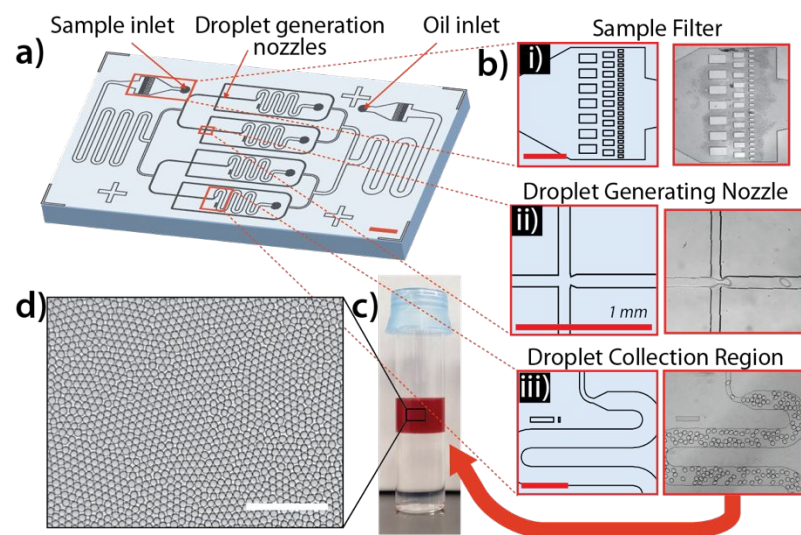 Sample inlet
Droplet generation
nozzles
Oil inlet
Sample Filter
a)
b)
i)
Droplet Generating Nozzle
ii)
1 mm
d)
c)
Droplet Collection Region
iii)